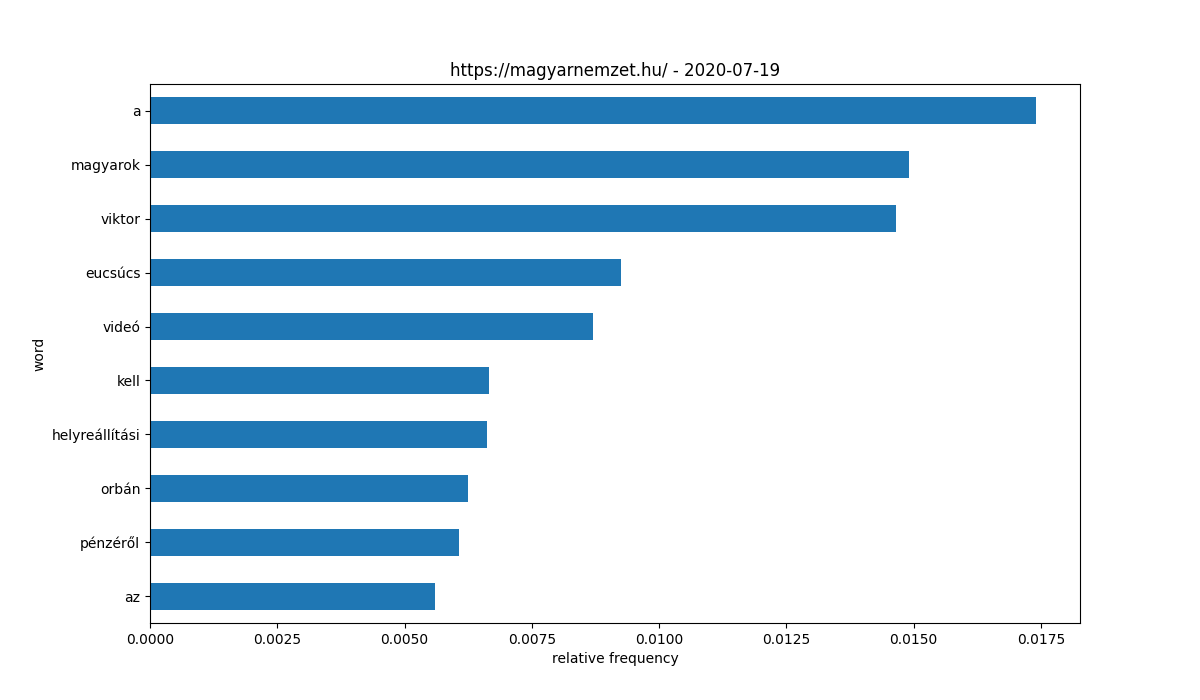 https://magyarnemzet.hu/ - 2020-07-19
a
magyarok
viktor
eucsúcs
videó
kell
helyreállítási
orbán
pénzéről
az
word
0.0000 0.0025 0.0050 0.0075 0.0100 0.0125 0.0150 0.0175
relative frequency